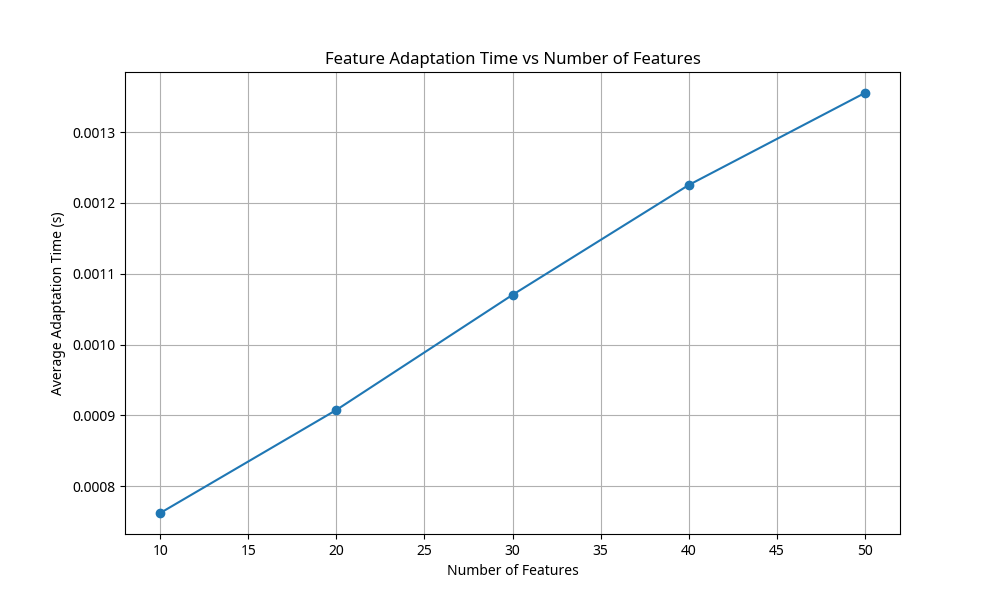 Feature Adaptation Time vs Number of Features
Average Adaptation Time (s)
0.0013
0.0012
0.0011
0.0010
0.0009
0.0008
10 15 20 25 30 35 40 45 50
Number of Features